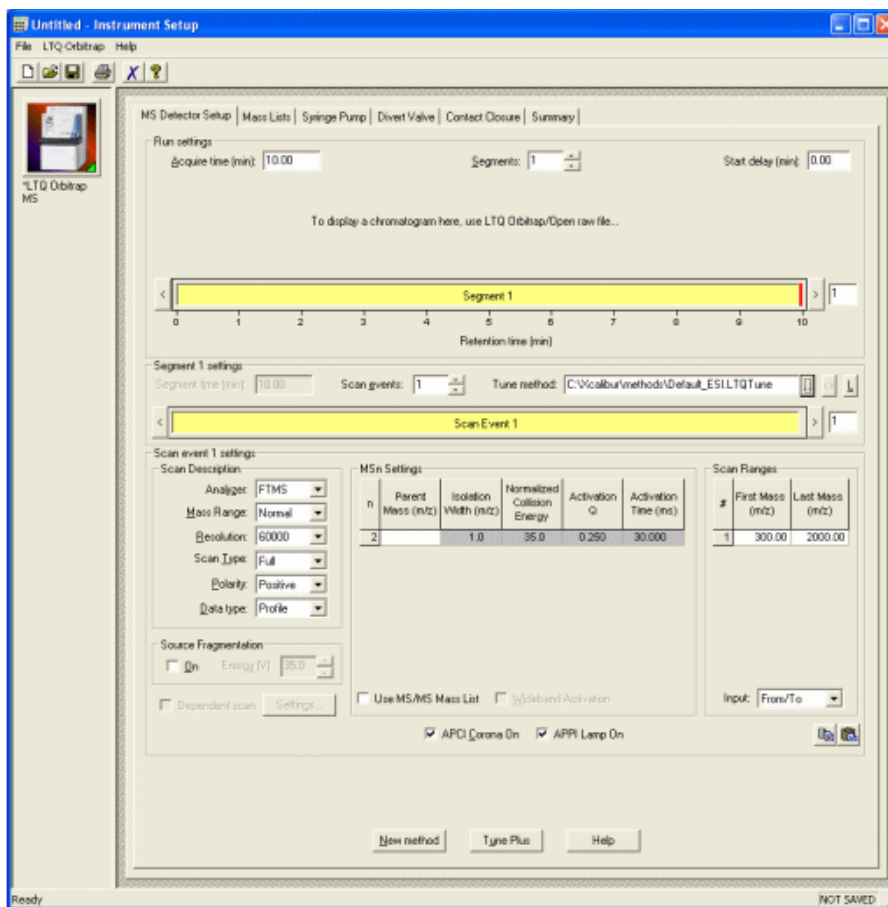 Untitled - Instrument Setup
File LTQ Orbitrap Help
*LTQ Orbitrap
MS
MS Detector Setup Mass Lists Syringe Pump Divert Valve Contact Closure Summary
Run settings
Acquire time (min): 10.00 Segments: 1 Start delay (min): 0.00
To display a chromatogram here, use LTQ Orbitrap/Open raw file...
< Segment 1 > 1
0 1 2 3 4 5 6 7 8 9 10
Retention time (min)
Segment 1 settings
Segment time (min) 10.00 Scan events: 1 Tune method: C:\Xcalibur\methods\Default_ESI.LTQTune
< Scan Event 1 > 1
Scan event 1 settings
Scan Description
Analyzer: FTMS
Mass Range: Normal
Resolution: 60000
Scan Type: Full
Polarity: Positive
Data type: Profile
Source Fragmentation
On Energy (V) 35.0
Dependent scan Settings...
MSn Settings
n Parent Mass (m/z) Isolation Width (m/z) Normalized Collision Energy Activation Q Activation Time (ms)
2 1.0 35.0 0.250 30.000
Use MS/MS Mass List Wideband Activation
Scan Ranges
# First Mass (m/z) Last Mass (m/z)
1 300.00 2000.00
Input: From/To
APCI Corona On APPI Lamp On
New method Tune Plus Help
Ready NOT SAVED